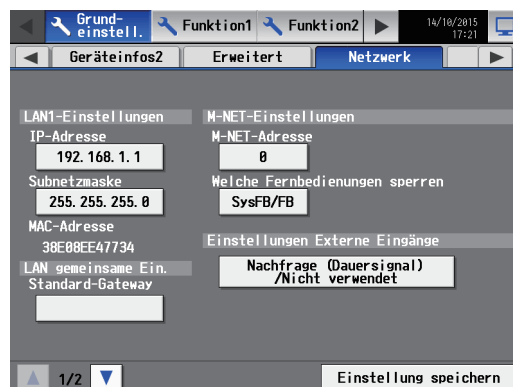 Grund-
einstell.
Funktion1
Funktion2
14/10/2015
17:21
Geräteinfos2
Erweitert
Netzwerk
LAN1-Einstellungen
IP-Adresse
192.168.1.1
Subnetzmaske
255.255.255.0
MAC-Adresse
38E08EE47734
LAN gemeinsame Ein.
Standard-Gateway
M-NET-Einstellungen
M-NET-Adresse
0
Welche Fernbedienungen sperren
SysFB/FB
Einstellungen Externe Eingänge
Nachfrage (Dauersignal)
/Nicht verwendet
1/2
Einstellung speichern